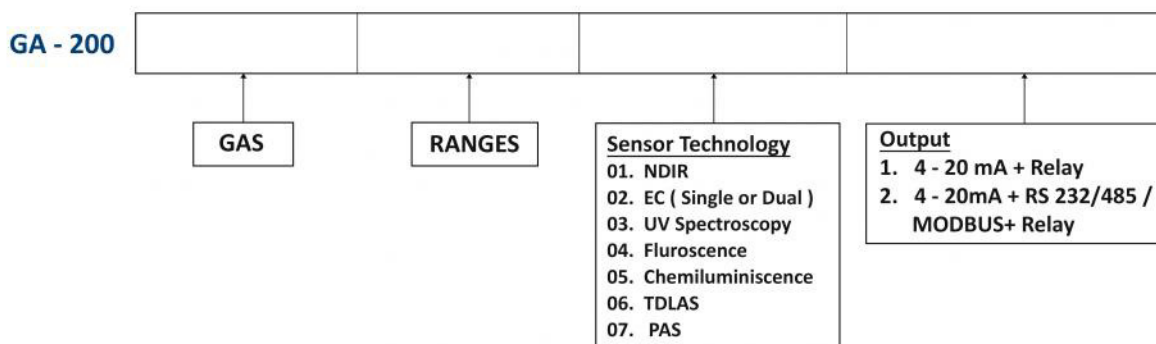 GA - 200
GAS
RANGES
Sensor Technology
01. NDIR
02. EC ( Single or Dual )
03. UV Spectroscopy
04. Fluroscence
05. Chemiluminiscence
06. TDLAS
07. PAS
Output
1. 4 - 20 mA + Relay
2. 4 - 20mA + RS 232/485 /
MODBUS+ Relay